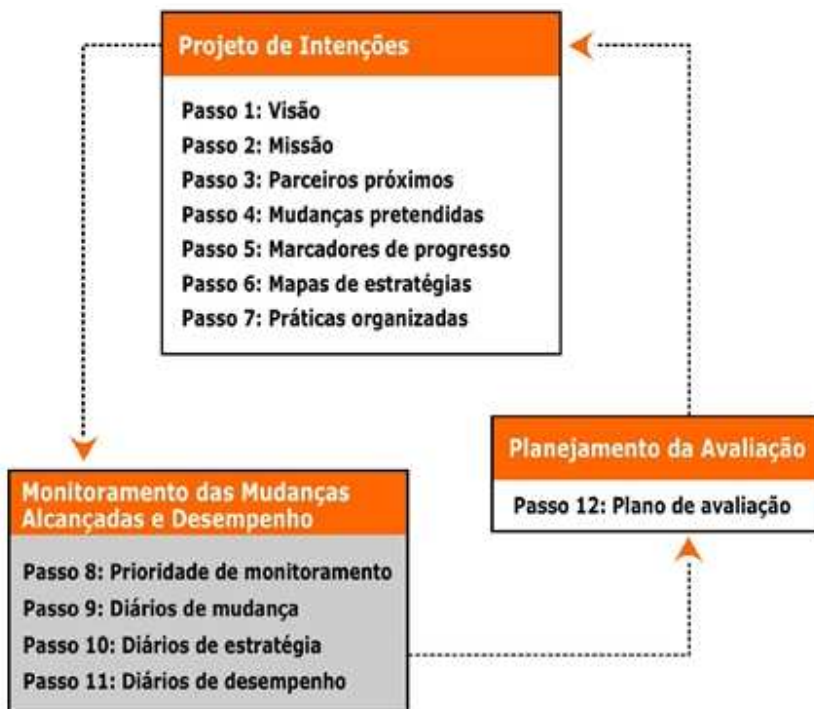 Projeto de Intenções
Passo 1: Visão
Passo 2: Missão
Passo 3: Parceiros próximos
Passo 4: Mudanças pretendidas
Passo 5: Marcadores de progresso
Passo 6: Mapas de estratégias
Passo 7: Práticas organizadas
Monitoramento das Mudanças
Alcançadas e Desempenho
Passo 8: Prioridade de monitoramento
Passo 9: Diários de mudança
Passo 10: Diários de estratégia
Passo 11: Diários de desempenho
Planejamento da Avaliação
Passo 12: Plano de avaliação